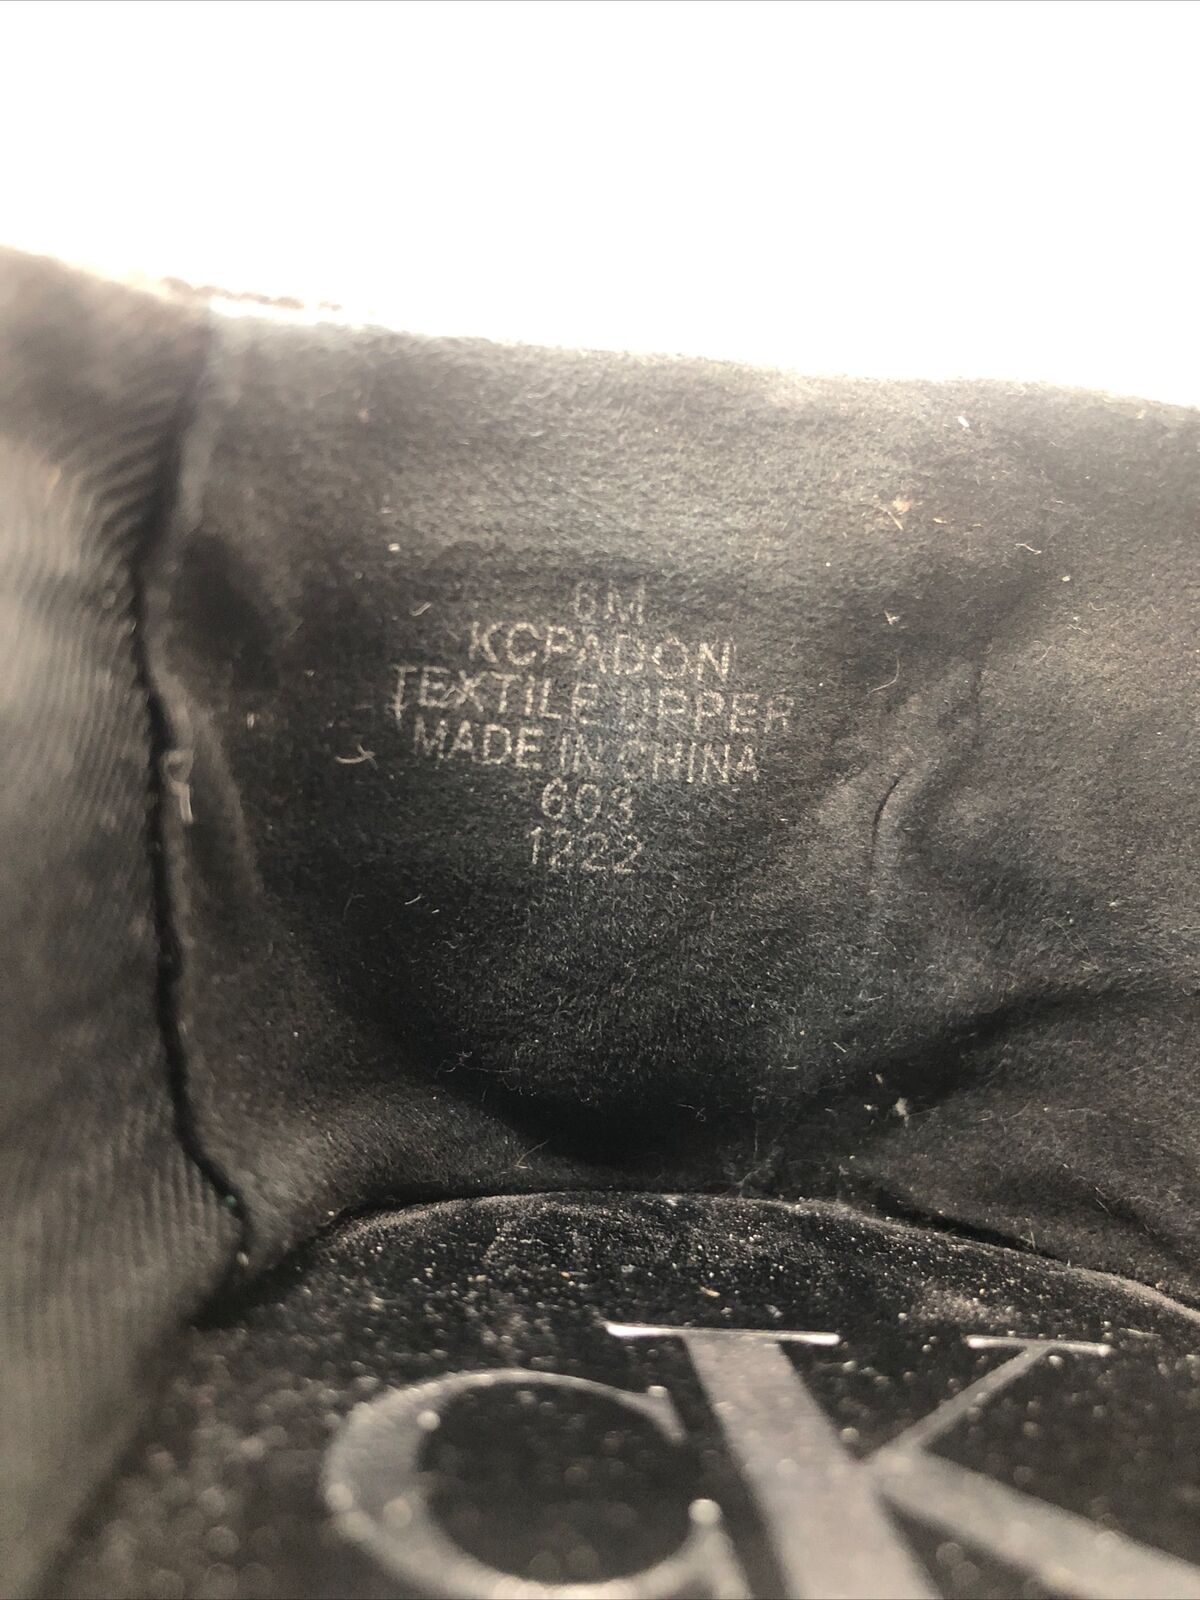 6M
KCPADON
TEXTILE UPPER
MADE IN CHINA
603
1222
CK